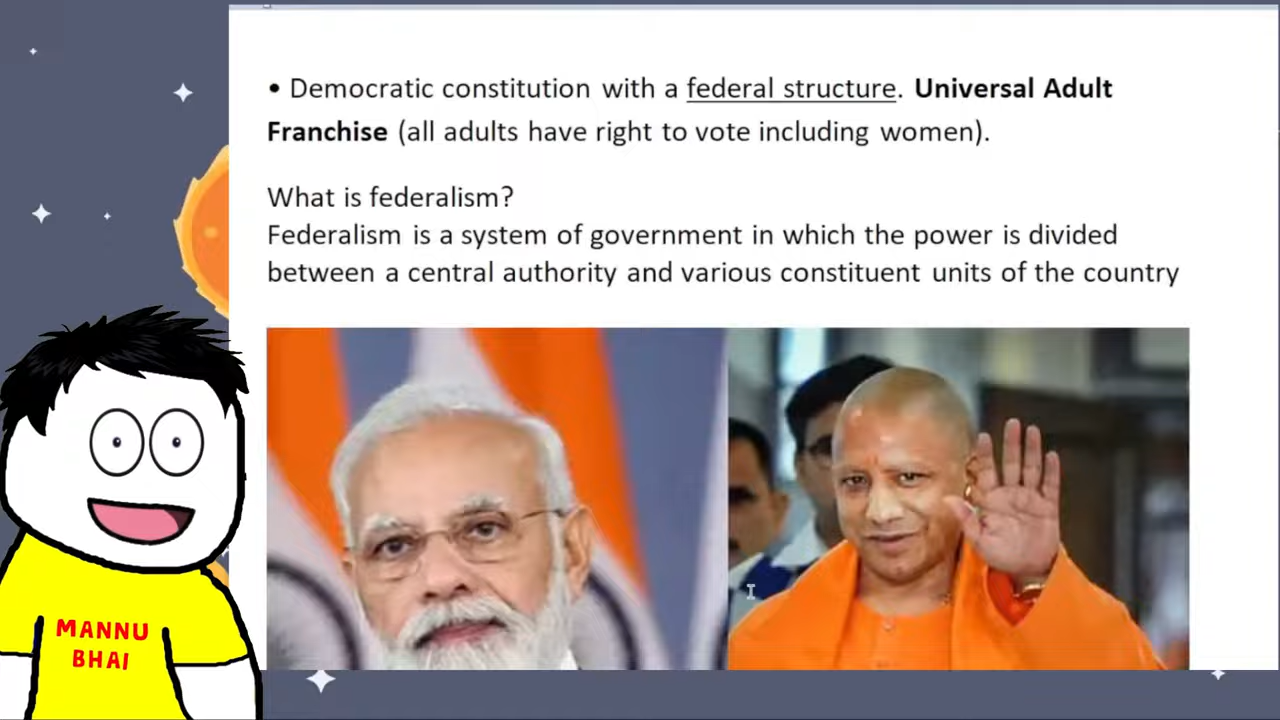 • Democratic constitution with a federal structure. Universal Adult
Franchise (all adults have right to vote including women).
What is federalism?
Federalism is a system of government in which the power is divided
between a central authority and various constituent units of the country
MANNU
BHAI